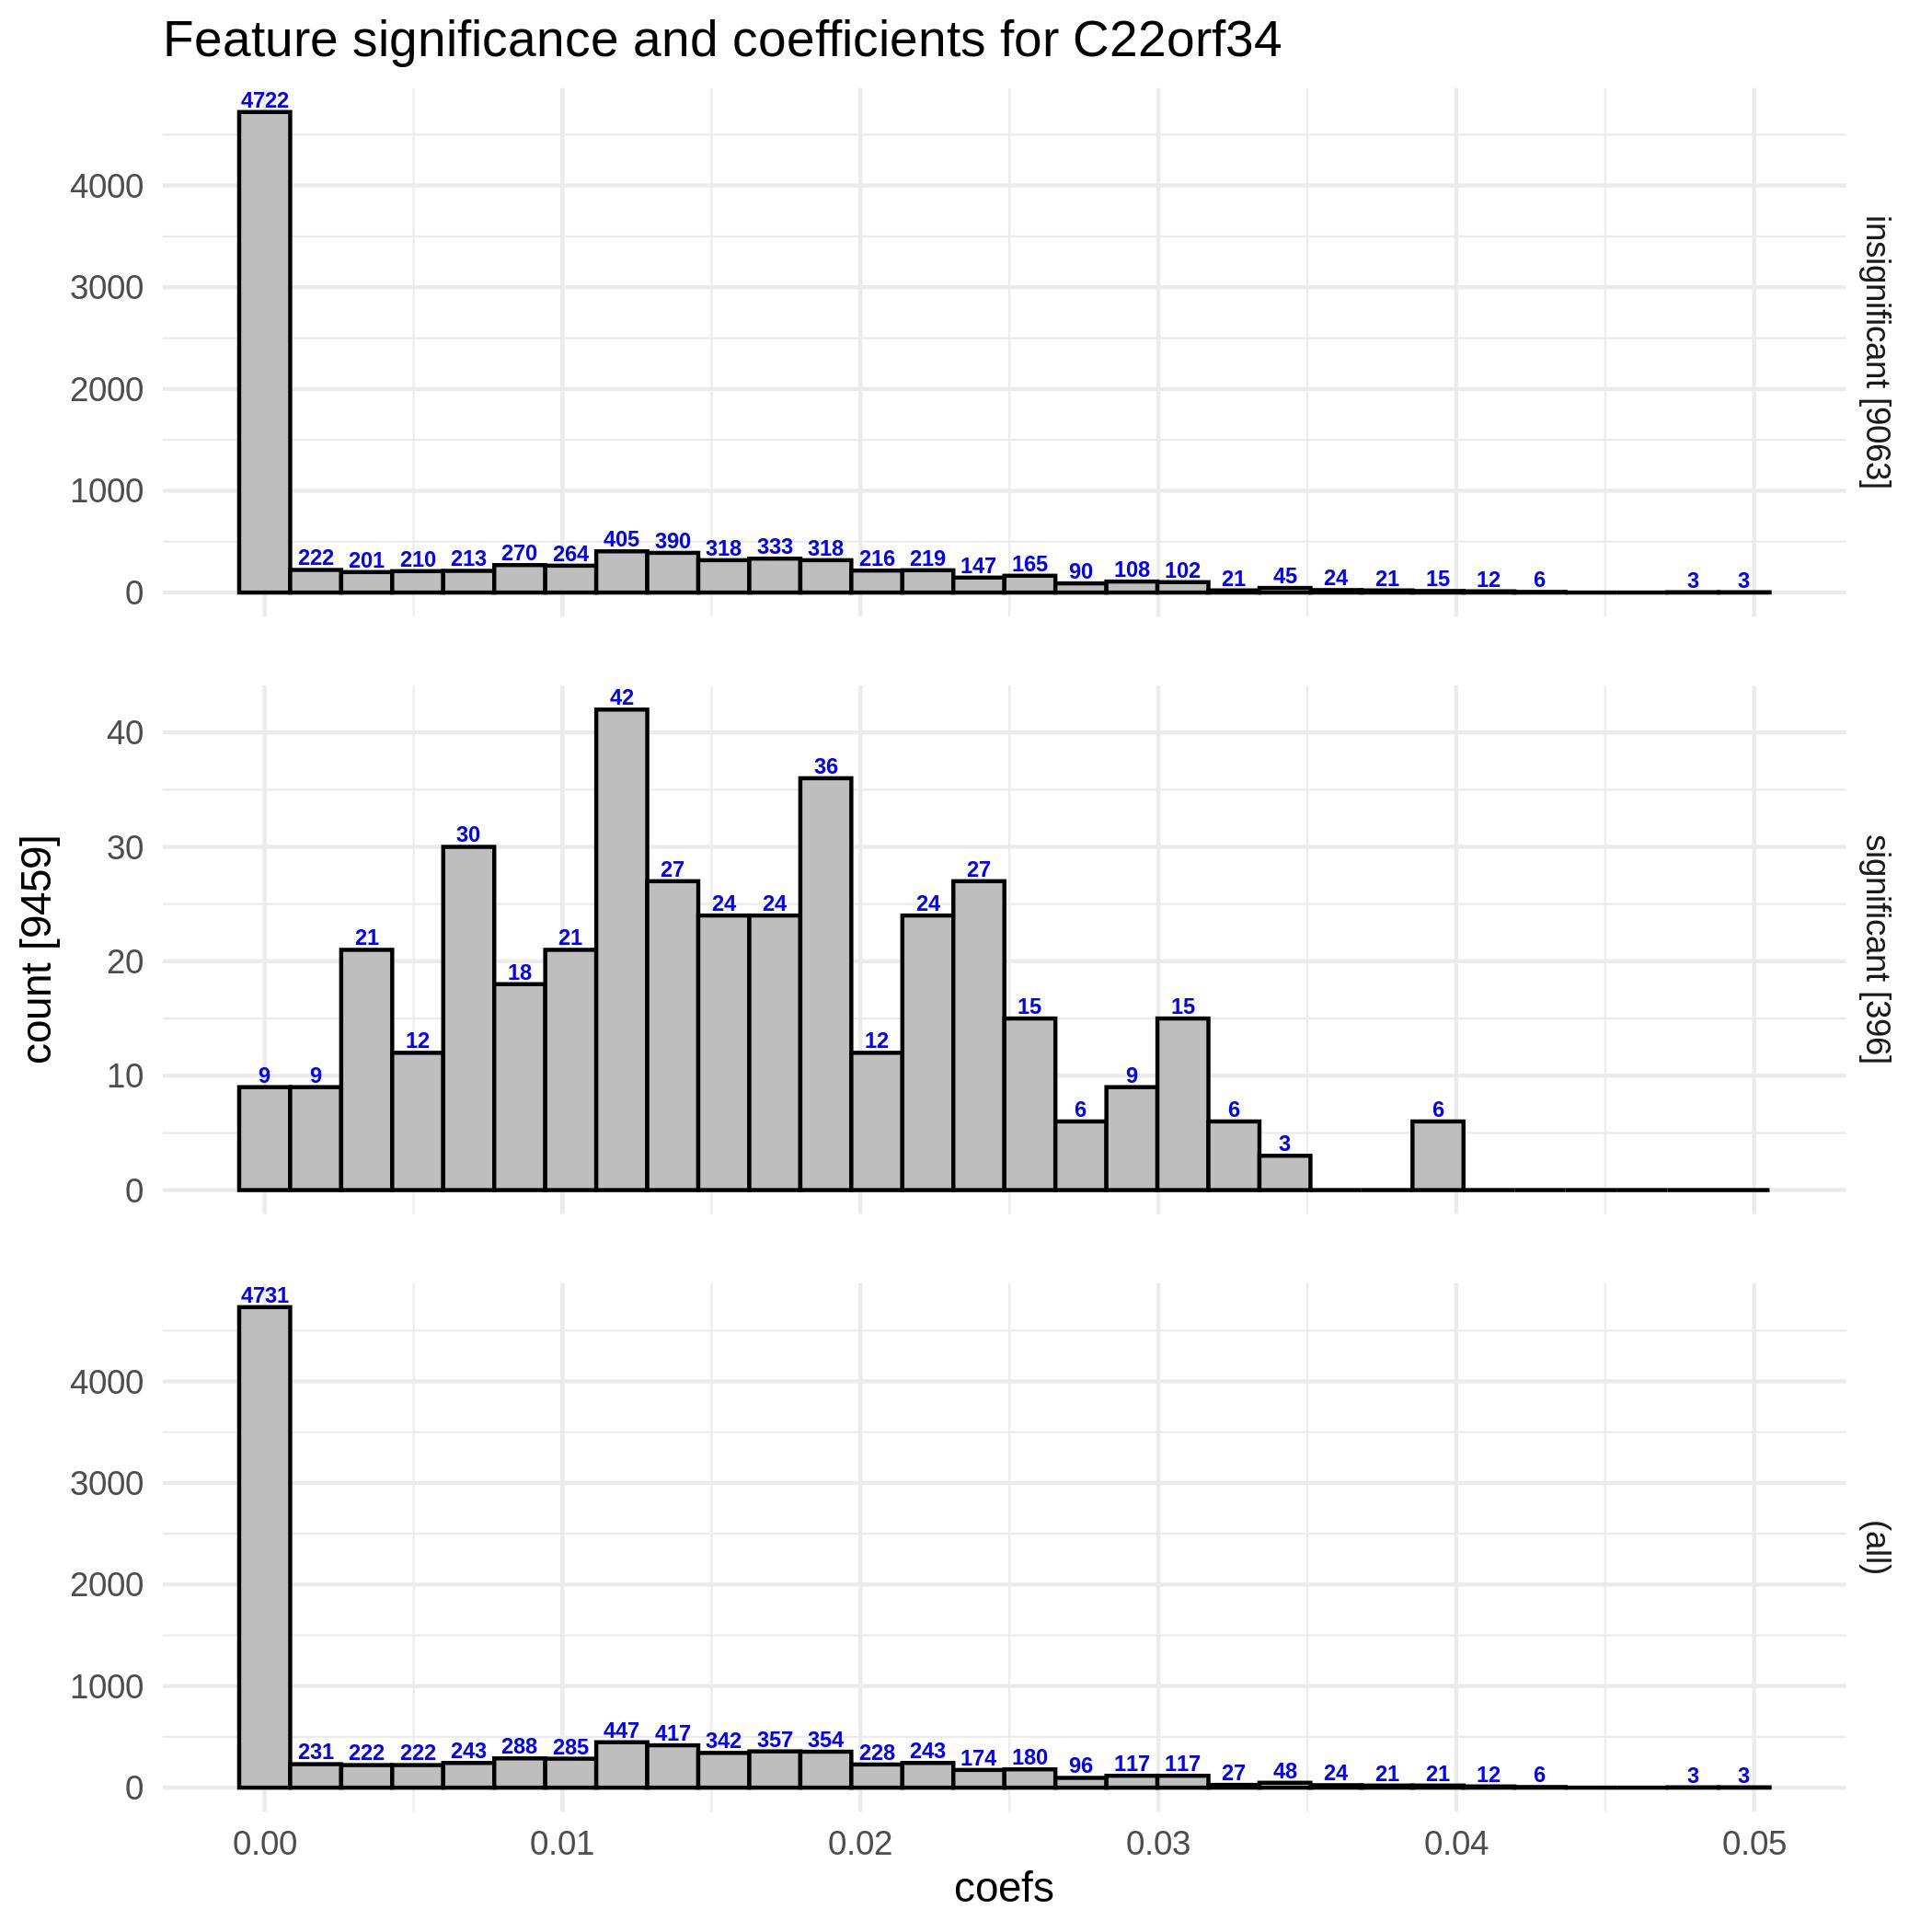 Feature significance and coefficients for C22orf34
count [9459]
4000
3000
2000
1000
0
4722
222 201 210 213 270 264 405 390 318 333 318 216 219 147 165 90 108 102 21 45 24 21 15 12 6 3 3
insignificant [9063]
40
30
20
10
0
9 9 21 12 30 18 21 42 27 24 24 36 12 24 27 15 6 9 15 6 3 6
significant [396]
4000
3000
2000
1000
0
4731
231 222 222 243 288 285 447 417 342 357 354 228 243 174 180 96 117 117 27 48 24 21 21 12 6 3 3
(all)
0.00 0.01 0.02 0.03 0.04 0.05
coefs